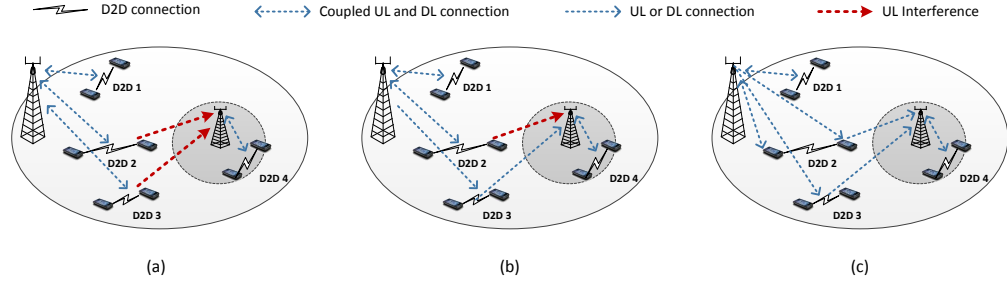 D2D connection Coupled UL and DL connection UL or DL connection UL Interference
D2D 1 D2D 1 D2D 1
D2D 2 D2D 2 D2D 2
D2D 4 D2D 4 D2D 4
D2D 3 D2D 3 D2D 3
(a) (b) (c)